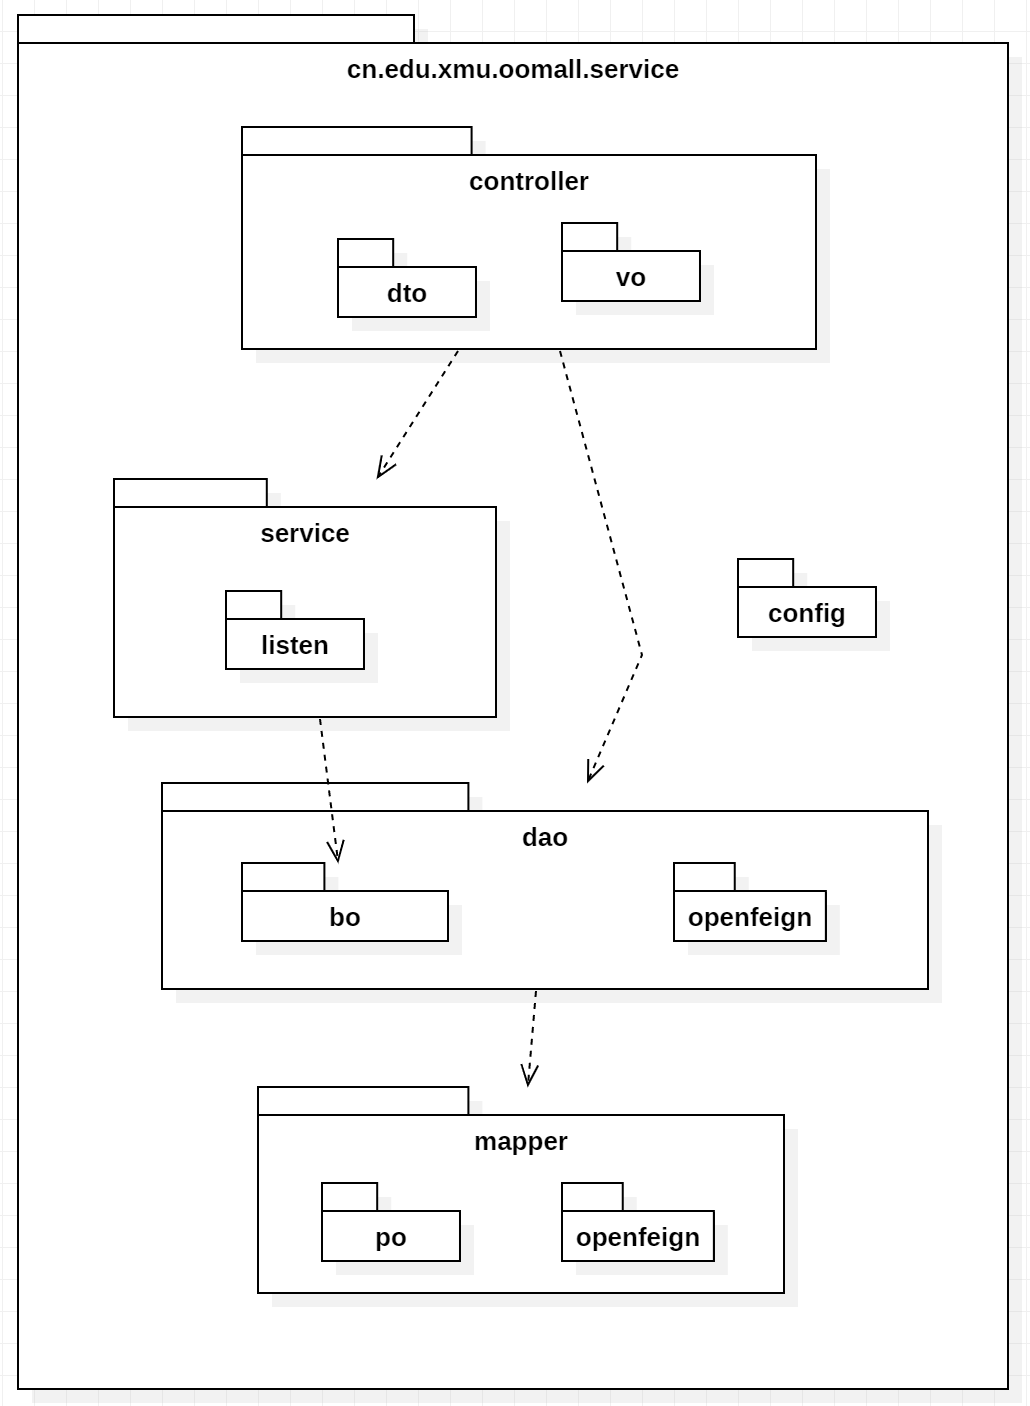 cn.edu.xmu.oomall.service
controller
dto
vo
service
listen
config
dao
bo
openfeign
mapper
po
openfeign